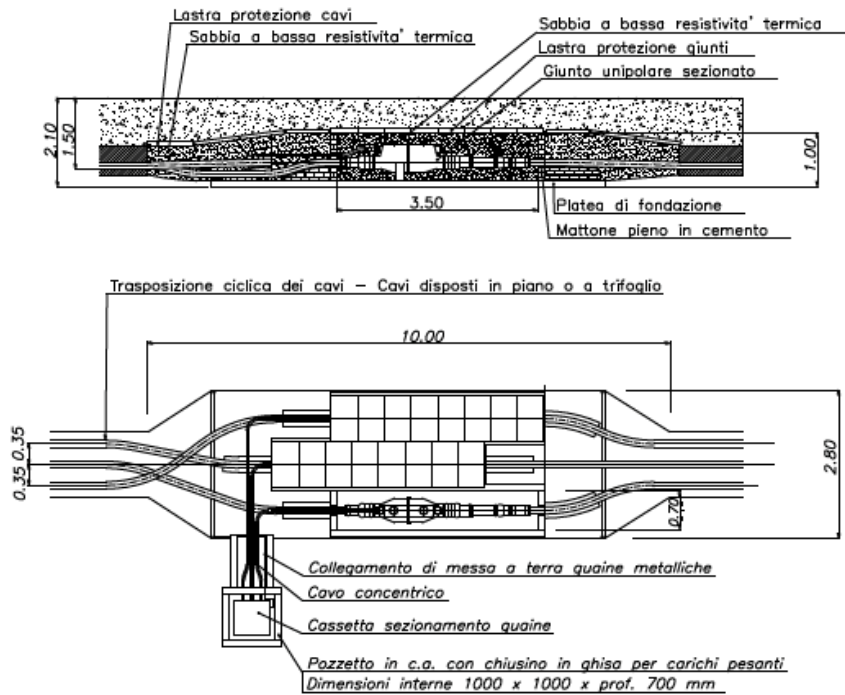 Lastra protezione cavi
Sabbia a bassa resistivita' termica
Sabbia a bassa resistivita' termica
Lastra protezione giunti
Giunto unipolare sezionato
2.10
1.50
1.00
3.50
Platea di fondazione
Mattone pieno in cemento
Trasposizione ciclica dei cavi – Cavi disposti in piano o a trifoglio
10.00
0.35
0.35
2.80
0.70
Collegamento di messa a terra guaine metalliche
Cavo concentrico
Cassetta sezionamento guaine
Pozzetto in c.a. con chiusino in ghisa per carichi pesanti
Dimensioni interne 1000 x 1000 x prof. 700 mm